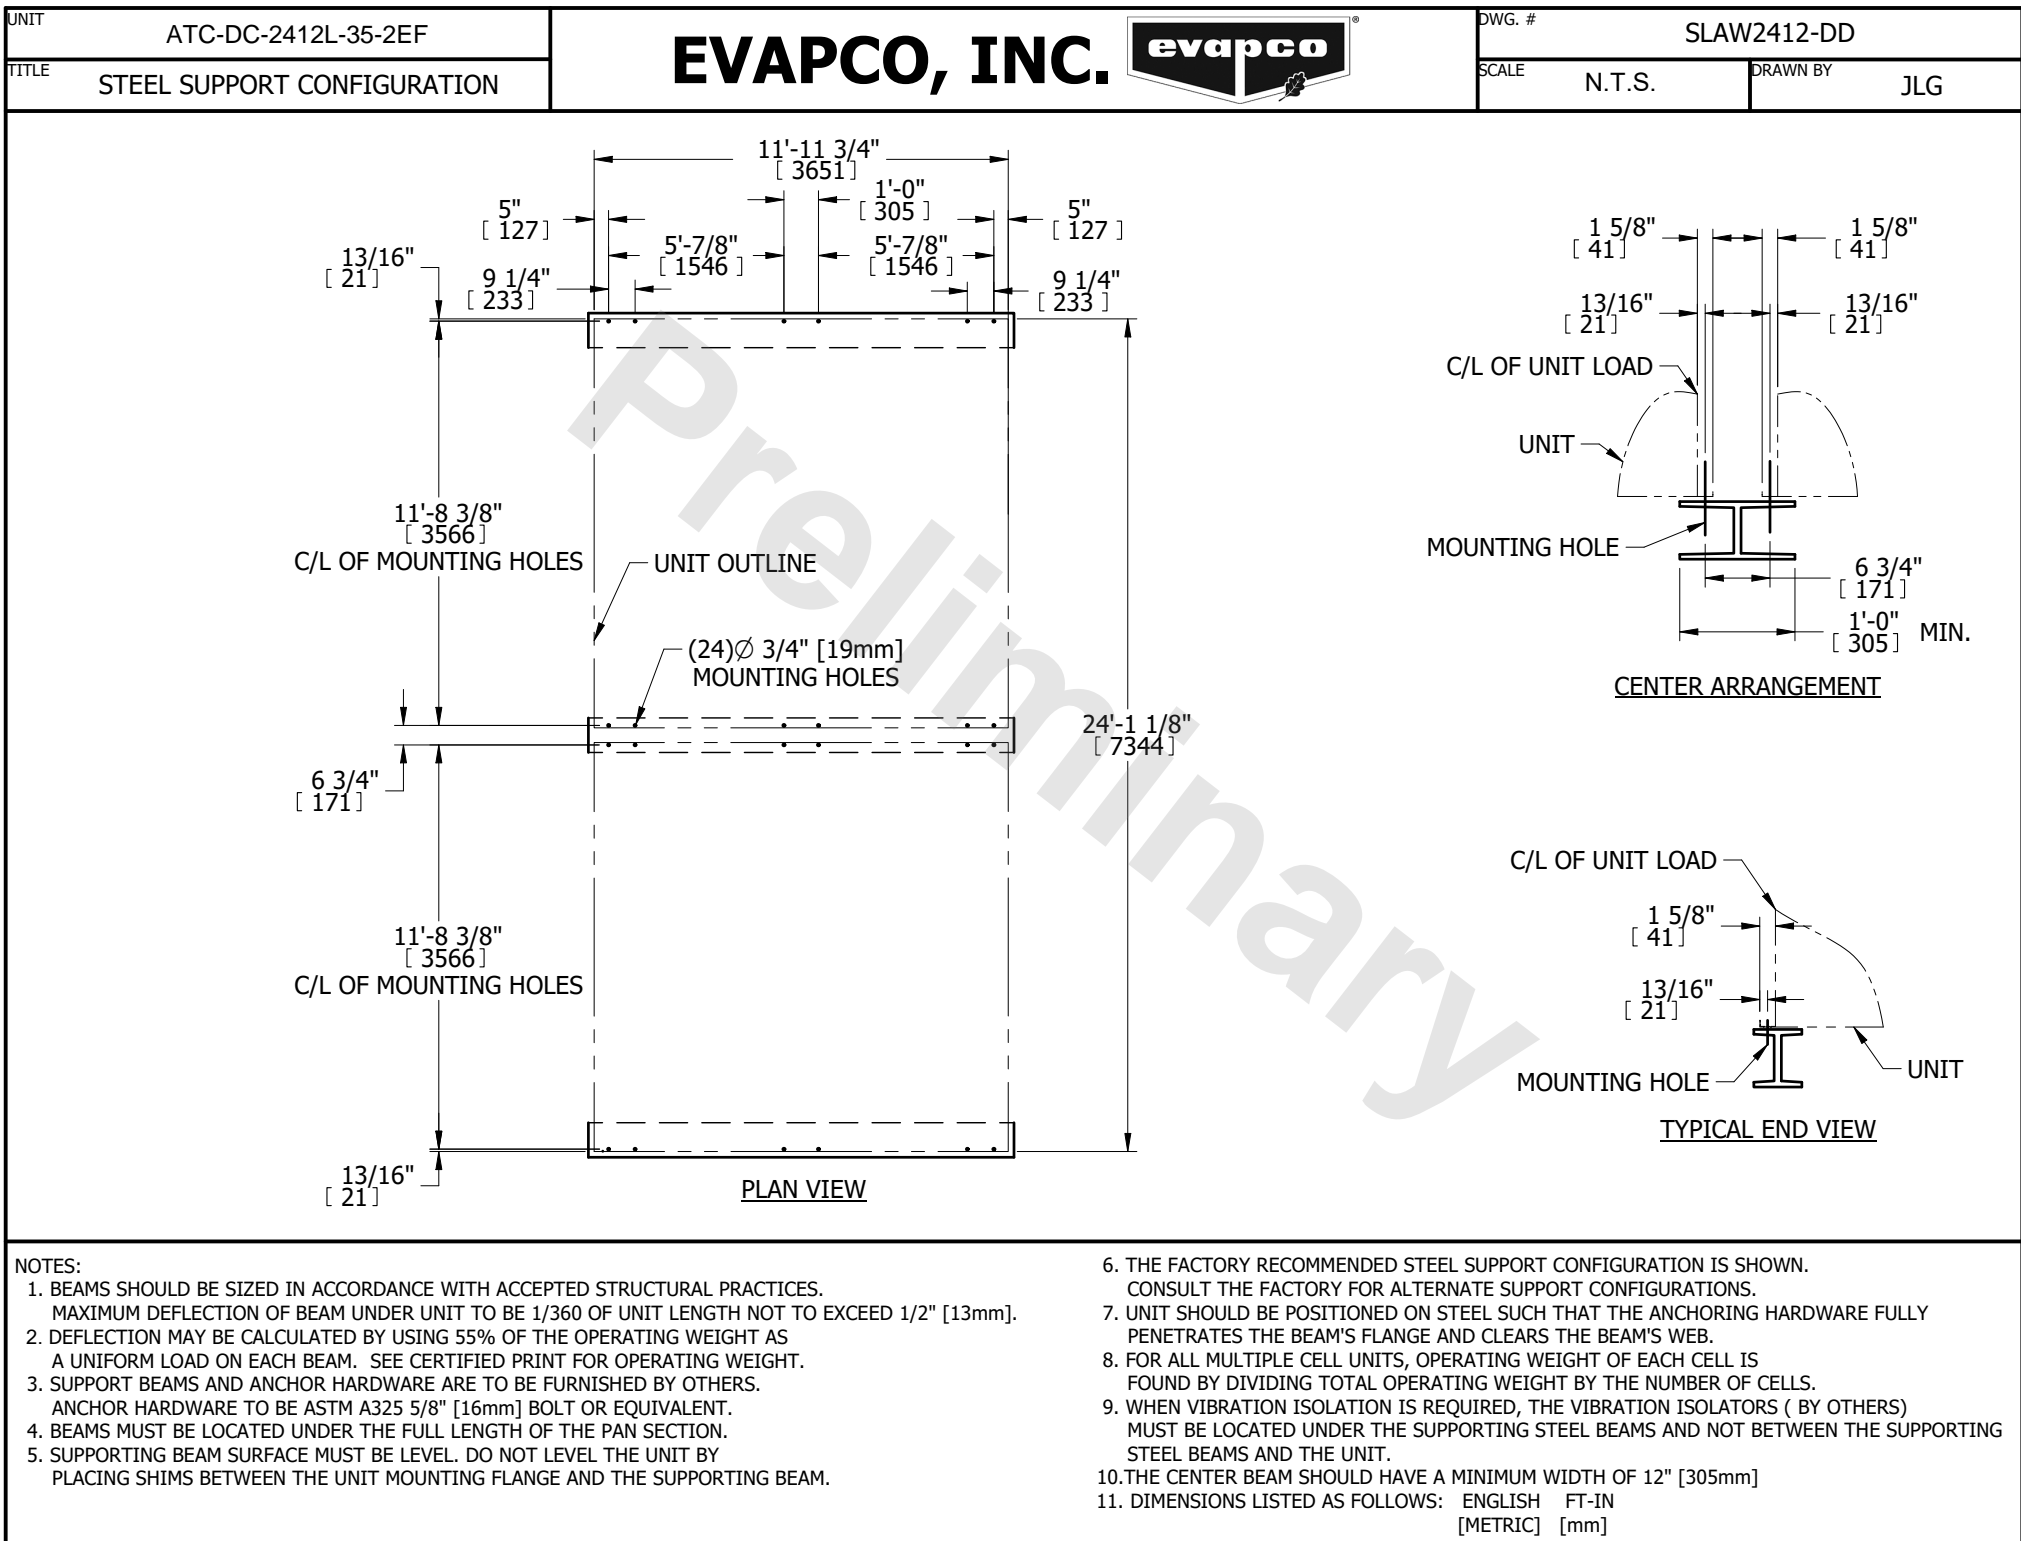 UNIT
ATC-DC-2412L-35-2EF
TITLE
STEEL SUPPORT CONFIGURATION
EVAPCO, INC.
evapco
®
DWG. #
SLAW2412-DD
SCALE
N.T.S.
DRAWN BY
JLG
11'-11 3/4"
[ 3651 ]
1'-0"
[ 305 ]
5"
[ 127 ]
5"
[ 127 ]
5'-7/8"
[ 1546 ]
5'-7/8"
[ 1546 ]
13/16"
[ 21 ]
9 1/4"
[ 233 ]
9 1/4"
[ 233 ]
11'-8 3/8"
[ 3566 ]
C/L OF MOUNTING HOLES
UNIT OUTLINE
(24)∅ 3/4" [19mm]
MOUNTING HOLES
24'-1 1/8"
[ 7344 ]
6 3/4"
[ 171 ]
11'-8 3/8"
[ 3566 ]
C/L OF MOUNTING HOLES
13/16"
[ 21 ]
PLAN VIEW
Preliminary
1 5/8"
[ 41 ]
1 5/8"
[ 41 ]
13/16"
[ 21 ]
13/16"
[ 21 ]
C/L OF UNIT LOAD
UNIT
MOUNTING HOLE
6 3/4"
[ 171 ]
1'-0"
[ 305 ] MIN.
CENTER ARRANGEMENT
C/L OF UNIT LOAD
1 5/8"
[ 41 ]
13/16"
[ 21 ]
MOUNTING HOLE
UNIT
TYPICAL END VIEW
NOTES:
1. BEAMS SHOULD BE SIZED IN ACCORDANCE WITH ACCEPTED STRUCTURAL PRACTICES.
MAXIMUM DEFLECTION OF BEAM UNDER UNIT TO BE 1/360 OF UNIT LENGTH NOT TO EXCEED 1/2" [13mm].
2. DEFLECTION MAY BE CALCULATED BY USING 55% OF THE OPERATING WEIGHT AS
A UNIFORM LOAD ON EACH BEAM. SEE CERTIFIED PRINT FOR OPERATING WEIGHT.
3. SUPPORT BEAMS AND ANCHOR HARDWARE ARE TO BE FURNISHED BY OTHERS.
ANCHOR HARDWARE TO BE ASTM A325 5/8" [16mm] BOLT OR EQUIVALENT.
4. BEAMS MUST BE LOCATED UNDER THE FULL LENGTH OF THE PAN SECTION.
5. SUPPORTING BEAM SURFACE MUST BE LEVEL. DO NOT LEVEL THE UNIT BY
PLACING SHIMS BETWEEN THE UNIT MOUNTING FLANGE AND THE SUPPORTING BEAM.
6. THE FACTORY RECOMMENDED STEEL SUPPORT CONFIGURATION IS SHOWN.
CONSULT THE FACTORY FOR ALTERNATE SUPPORT CONFIGURATIONS.
7. UNIT SHOULD BE POSITIONED ON STEEL SUCH THAT THE ANCHORING HARDWARE FULLY
PENETRATES THE BEAM'S FLANGE AND CLEARS THE BEAM'S WEB.
8. FOR ALL MULTIPLE CELL UNITS, OPERATING WEIGHT OF EACH CELL IS
FOUND BY DIVIDING TOTAL OPERATING WEIGHT BY THE NUMBER OF CELLS.
9. WHEN VIBRATION ISOLATION IS REQUIRED, THE VIBRATION ISOLATORS ( BY OTHERS)
MUST BE LOCATED UNDER THE SUPPORTING STEEL BEAMS AND NOT BETWEEN THE SUPPORTING
STEEL BEAMS AND THE UNIT.
10.THE CENTER BEAM SHOULD HAVE A MINIMUM WIDTH OF 12" [305mm]
11. DIMENSIONS LISTED AS FOLLOWS: ENGLISH FT-IN
[METRIC] [mm]